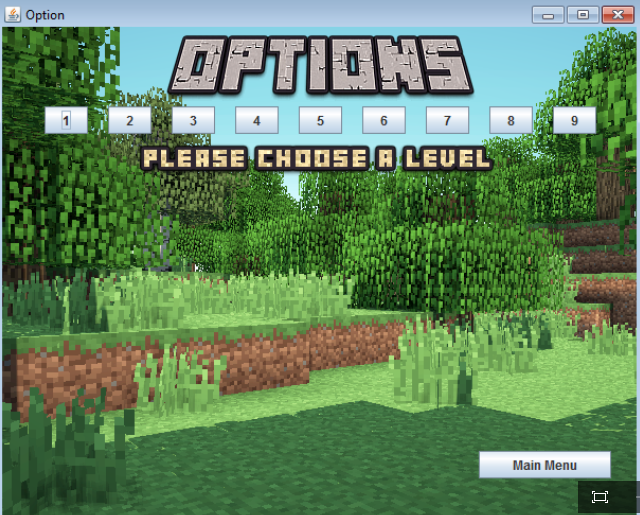 Option
OPTIONS
1 2 3 4 5 6 7 8 9
PLEASE CHOOSE A LEVEL
Main Menu